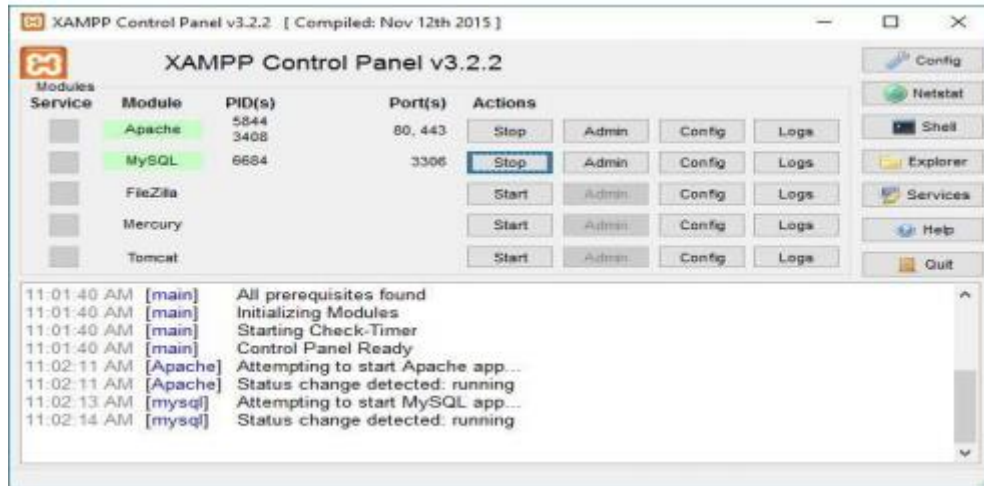 XAMPP Control Panel v3.2.2 [ Compiled: Nov 12th 2015 ]
XAMPP Control Panel v3.2.2
Config
Modules
Service Module PID(s) Port(s) Actions
Netstat
Apache 5844 3408 80, 443 Stop Admin Config Logs
Shell
MySQL 6684 3306 Stop Admin Config Logs
Explorer
FileZilla Start Admin Config Logs
Services
Mercury Start Admin Config Logs
Help
Tomcat Start Admin Config Logs
Quit
11:01:40 AM [main] All prerequisites found
11:01:40 AM [main] Initializing Modules
11:01:40 AM [main] Starting Check-Timer
11:01:40 AM [main] Control Panel Ready
11:02:11 AM [Apache] Attempting to start Apache app...
11:02:11 AM [Apache] Status change detected: running
11:02:13 AM [mysql] Attempting to start MySQL app...
11:02:14 AM [mysql] Status change detected: running